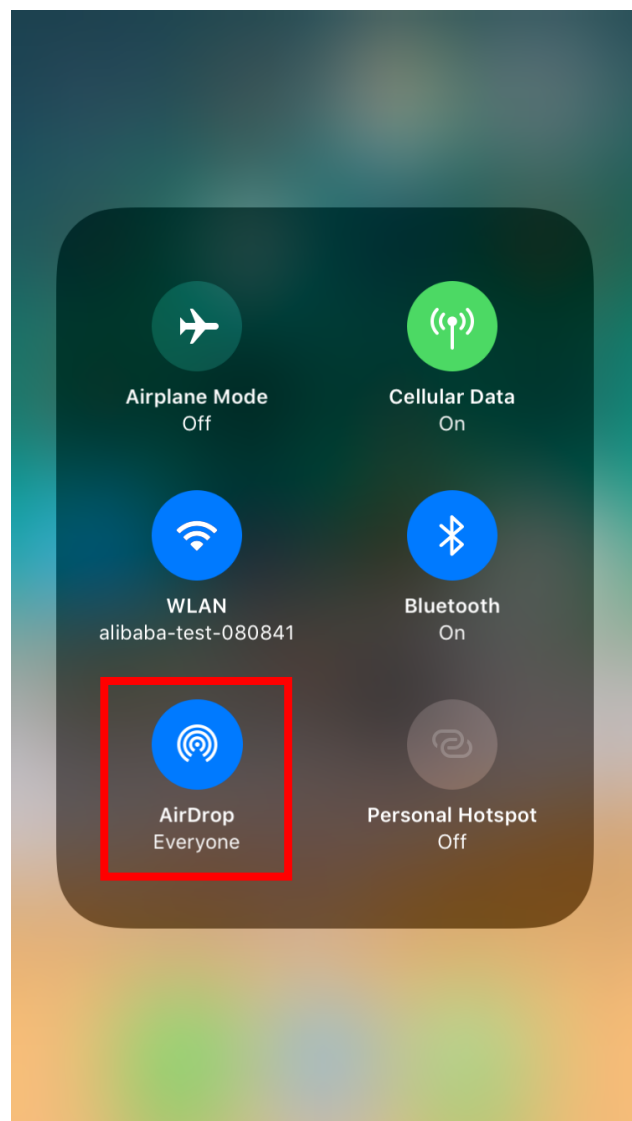 Airplane Mode
Off
Cellular Data
On
WLAN
alibaba-test-080841
Bluetooth
On
AirDrop
Everyone
Personal Hotspot
Off